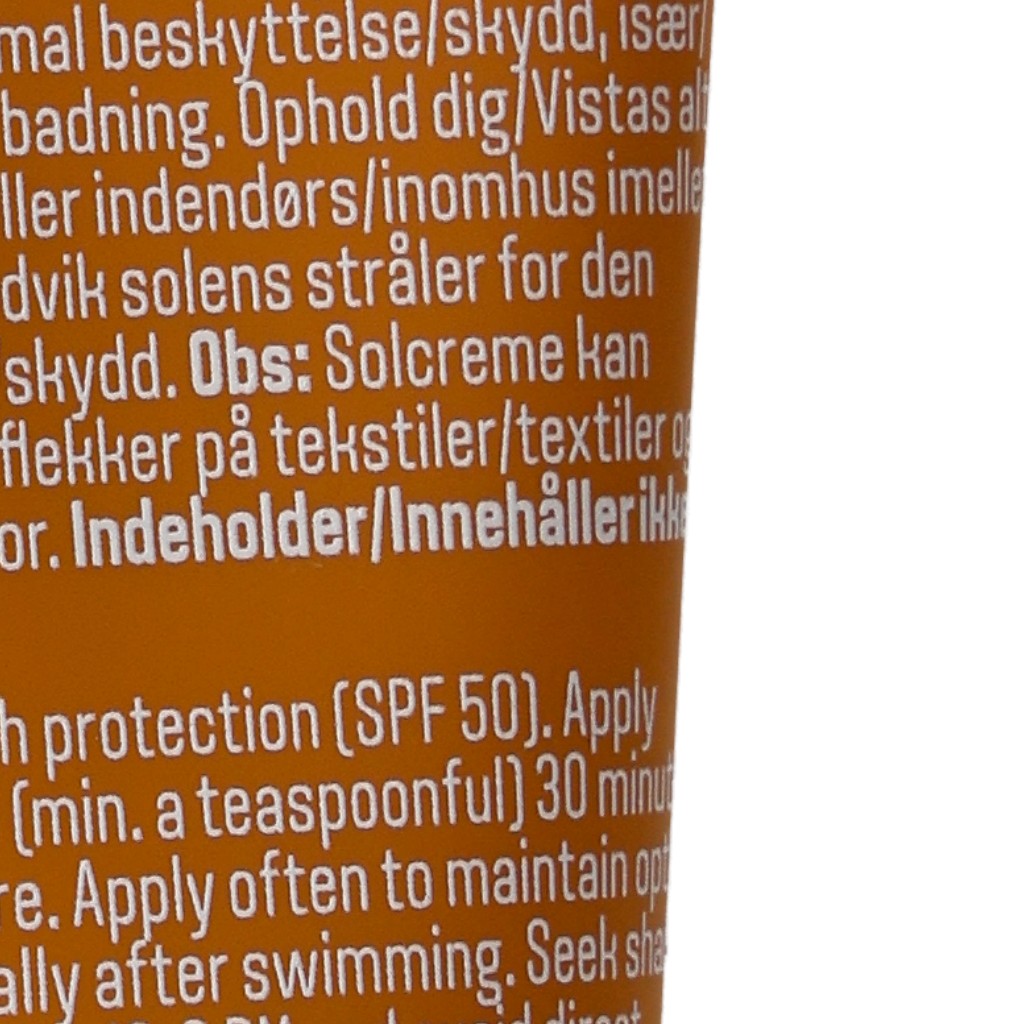 mal beskyttelse/skydd, især/
badning. Ophold dig/Vistas alt
ller indendørs/inomhus imelle
dvik solens stråler for den
skydd. Obs: Solcreme kan
flekker på tekstiler/textiler og
or. Indeholder/Innehåller ikke
h protection (SPF 50). Apply
(min. a teaspoonful) 30 minut
re. Apply often to maintain opt
ally after swimming. Seek sha
direct